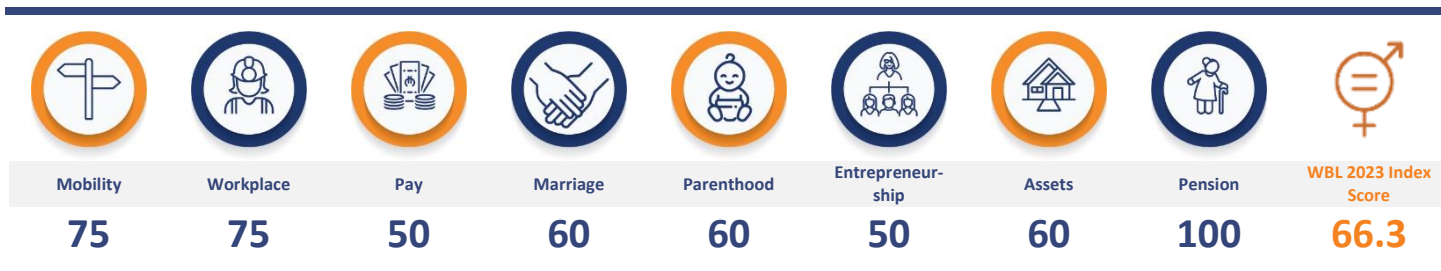 Mobility
Workplace
Pay
Marriage
Parenthood
Entrepreneur-
ship
Assets
Pension
WBL 2023 Index
Score
75
75
50
60
60
50
60
100
66.3